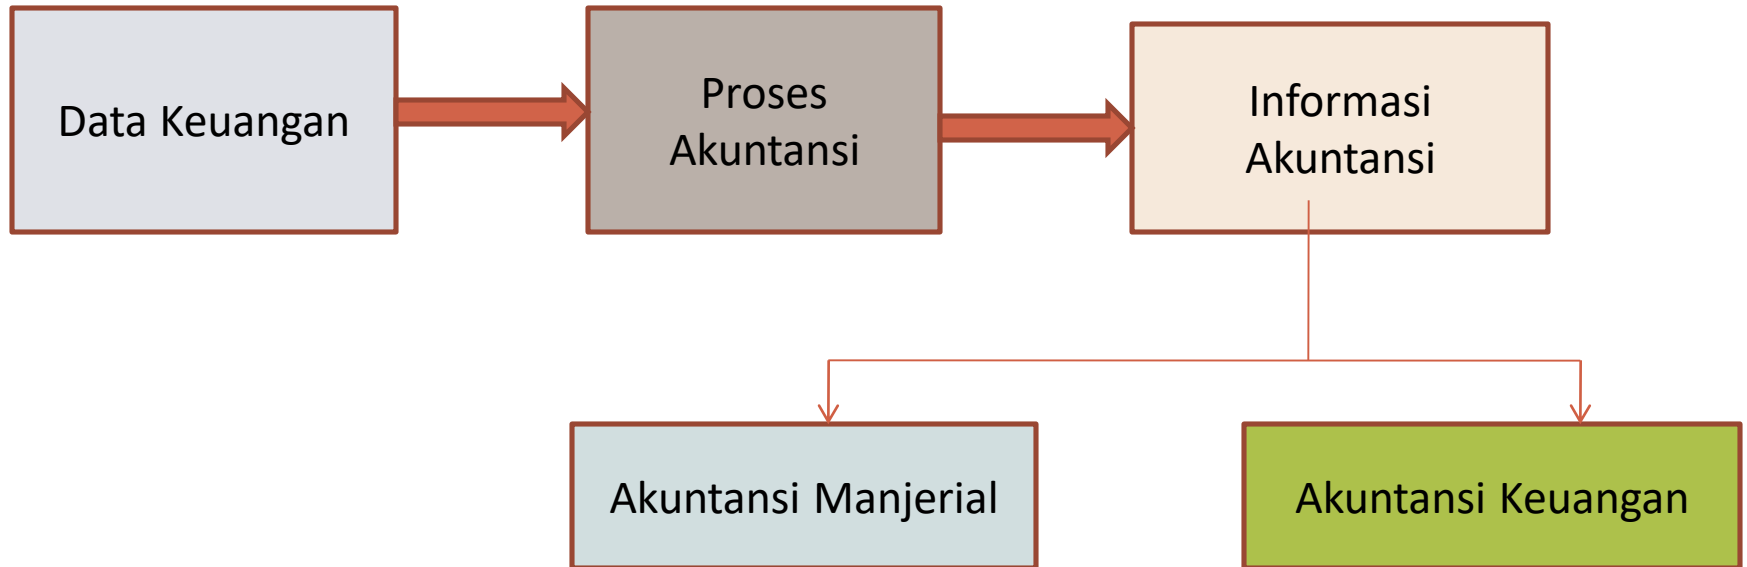 Data Keuangan
Proses
Akuntansi
Informasi
Akuntansi
Akuntansi Manjerial
Akuntansi Keuangan